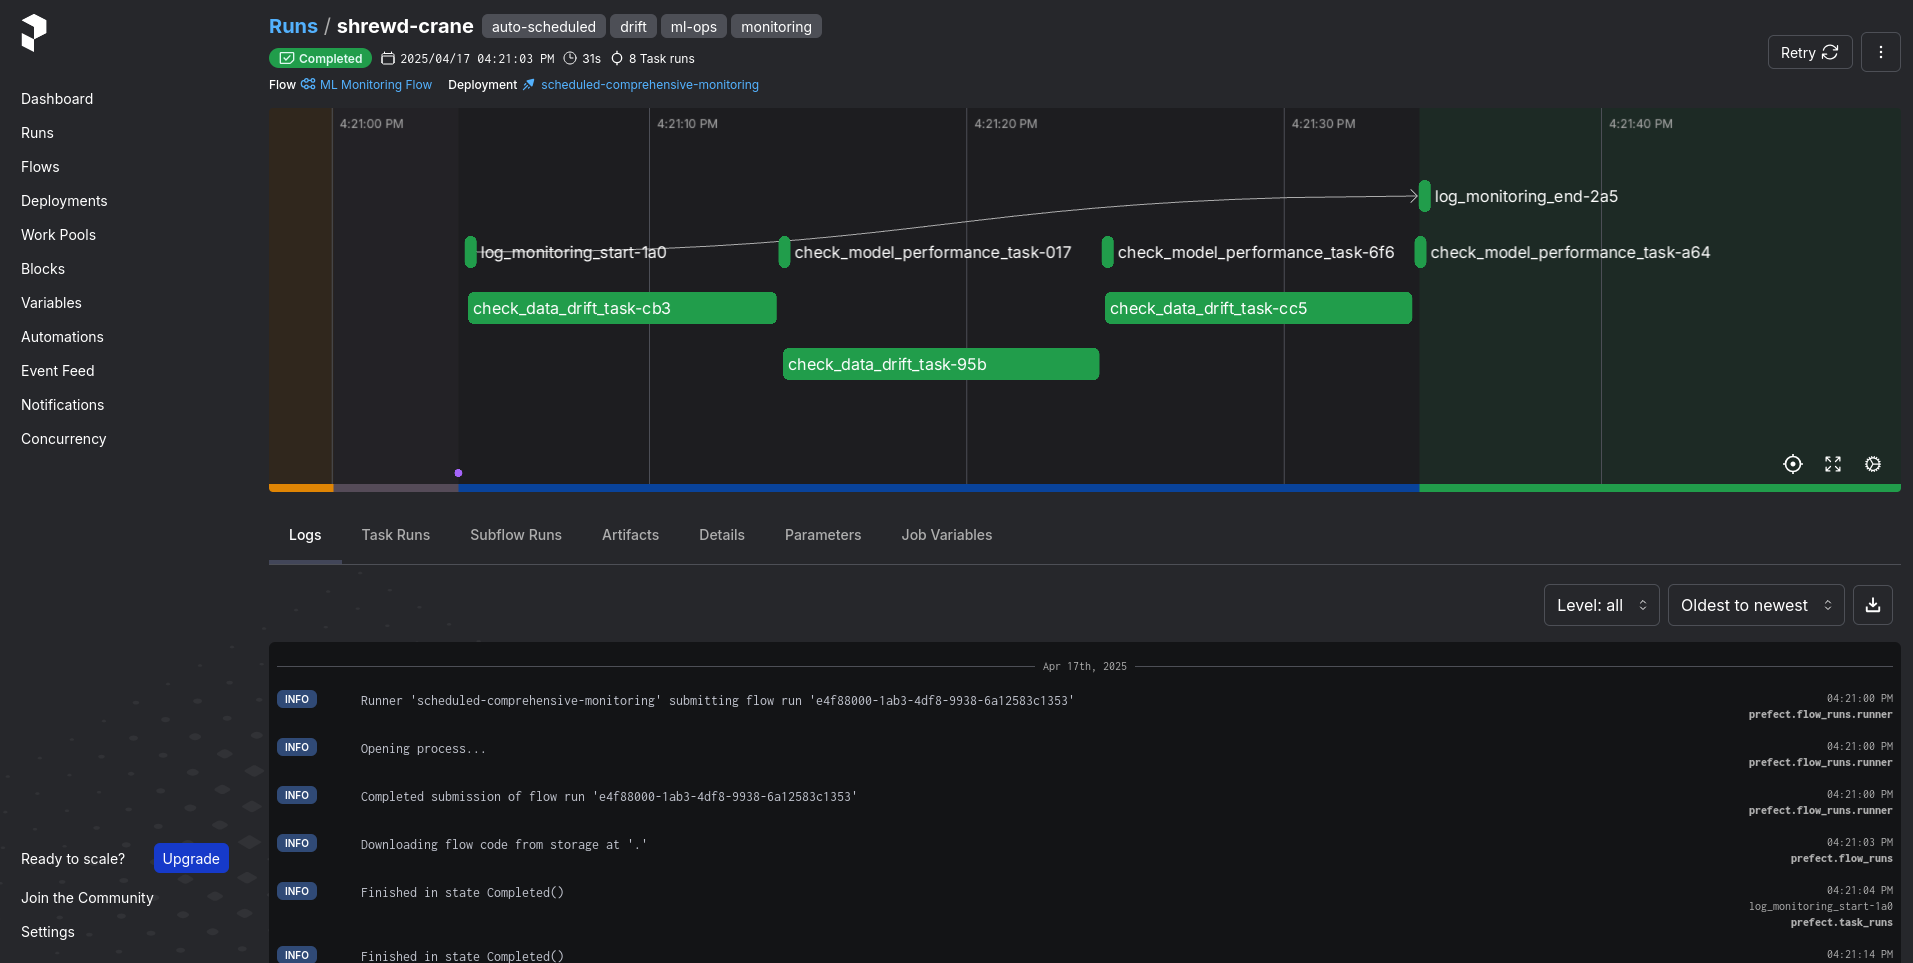 Runs / shrewd-crane auto-scheduled drift ml-ops monitoring
Completed 2025/04/17 04:21:03 PM 31s 8 Task runs
Flow ML Monitoring Flow Deployment scheduled-comprehensive-monitoring
Retry
Dashboard
Runs
Flows
Deployments
Work Pools
Blocks
Variables
Automations
Event Feed
Notifications
Concurrency
Ready to scale? Upgrade
Join the Community
Settings
4:21:00 PM 4:21:10 PM 4:21:20 PM 4:21:30 PM 4:21:40 PM
log_monitoring_end-2a5
log_monitoring_start-1a0 check_model_performance_task-017 check_model_performance_task-6f6 check_model_performance_task-a64
check_data_drift_task-cb3 check_data_drift_task-cc5
check_data_drift_task-95b
Logs Task Runs Subflow Runs Artifacts Details Parameters Job Variables
Level: all Oldest to newest
Apr 17th, 2025
INFO Runner 'scheduled-comprehensive-monitoring' submitting flow run 'e4f88000-1ab3-4df8-9938-6a12583c1353' 04:21:00 PM
prefect.flow_runs.runner
INFO Opening process... 04:21:00 PM
prefect.flow_runs.runner
INFO Completed submission of flow run 'e4f88000-1ab3-4df8-9938-6a12583c1353' 04:21:00 PM
prefect.flow_runs.runner
INFO Downloading flow code from storage at '.' 04:21:03 PM
prefect.flow_runs
INFO Finished in state Completed() 04:21:04 PM
log_monitoring_start-1a0
prefect.task_runs
INFO Finished in state Completed() 04:21:14 PM